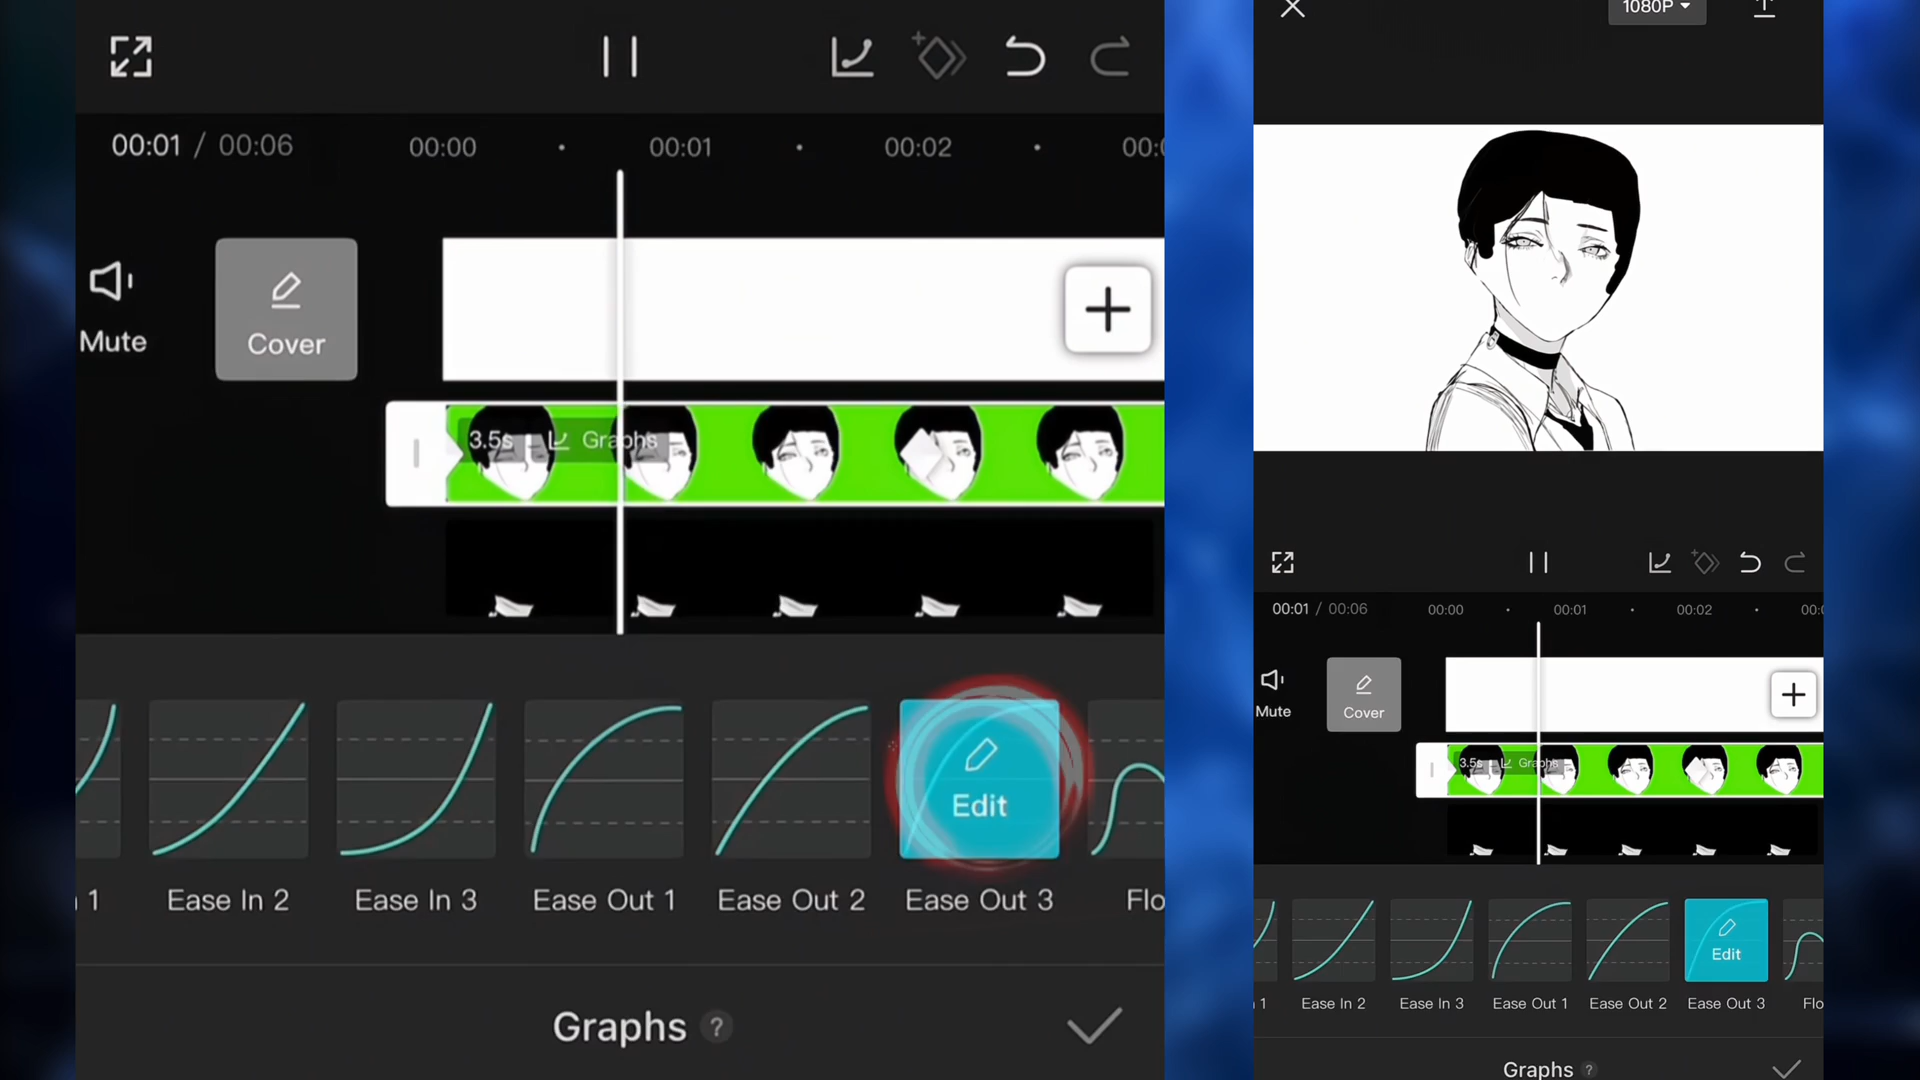 00:01 / 00:06
00:00
00:01
00:02
Mute
Cover
3.5s
Graphs
Edit
Ease In 2
Ease In 3
Ease Out 1
Ease Out 2
Ease Out 3
Flo
Graphs ?
1080P
00:01 / 00:06
00:00
00:01
00:02
Mute
Cover
3.5s
Graphs
Edit
Ease In 2
Ease In 3
Ease Out 1
Ease Out 2
Ease Out 3
Flo
Graphs ?